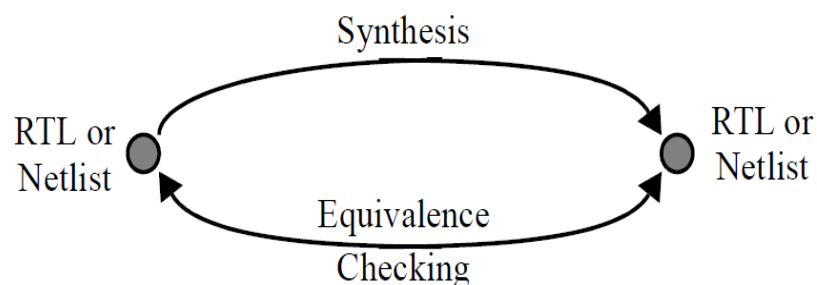 Synthesis
RTL or
Netlist
RTL or
Netlist
Equivalence
Checking